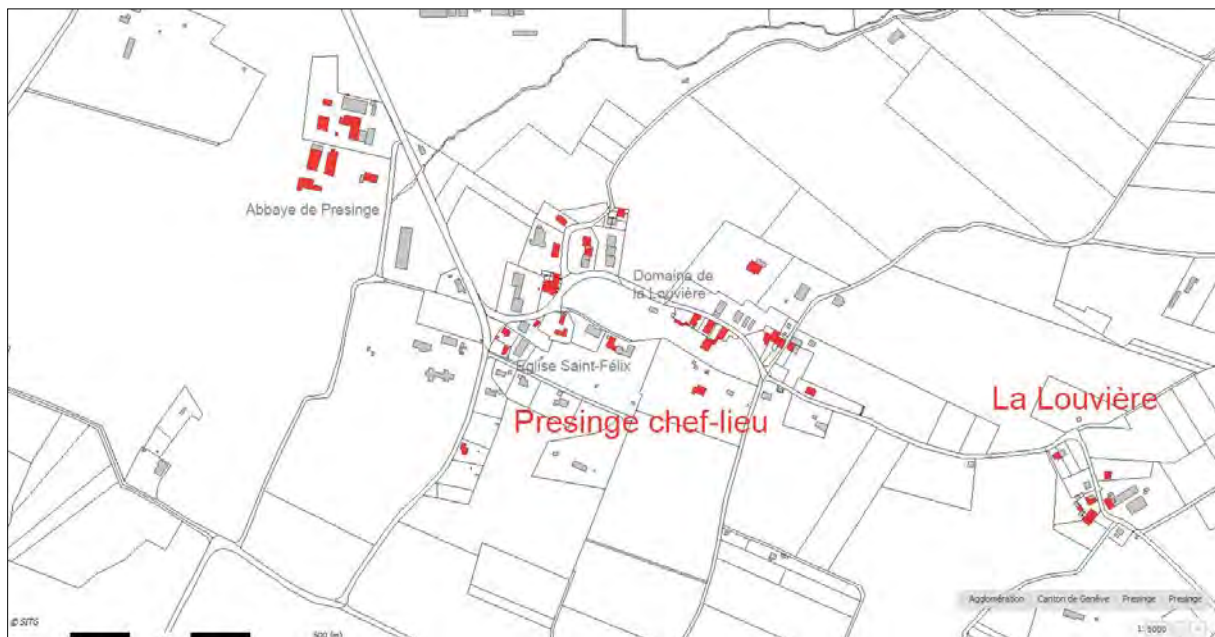 Abbaye de Presinge
Domaine de
la Louvière
Eglise Saint-Félix
Presinge chef-lieu
La Louvière
Agglomération Canton de Genève Presinge Presinge
© SITG
500 (m)
1: 5000